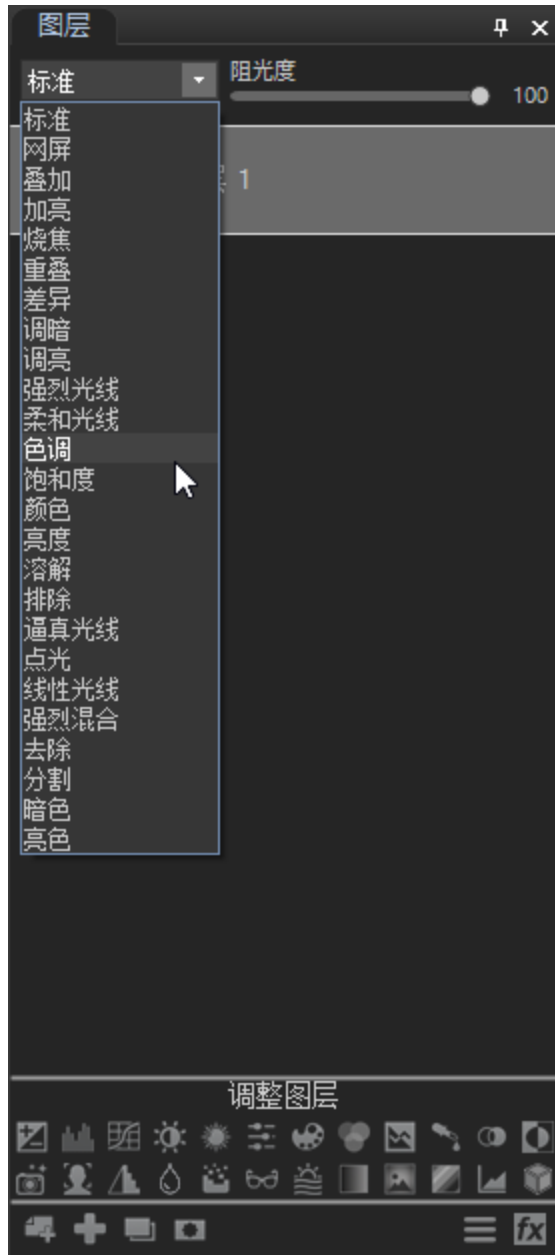 图层
标准
阻光度
100
标准
网屏
叠加
加亮
烧焦
重叠
差异
调暗
调亮
强烈光线
柔和光线
色调
饱和度
颜色
亮度
溶解
排除
逼真光线
点光
线性光线
强烈混合
去除
分割
暗色
亮色
1
调整图层
fx